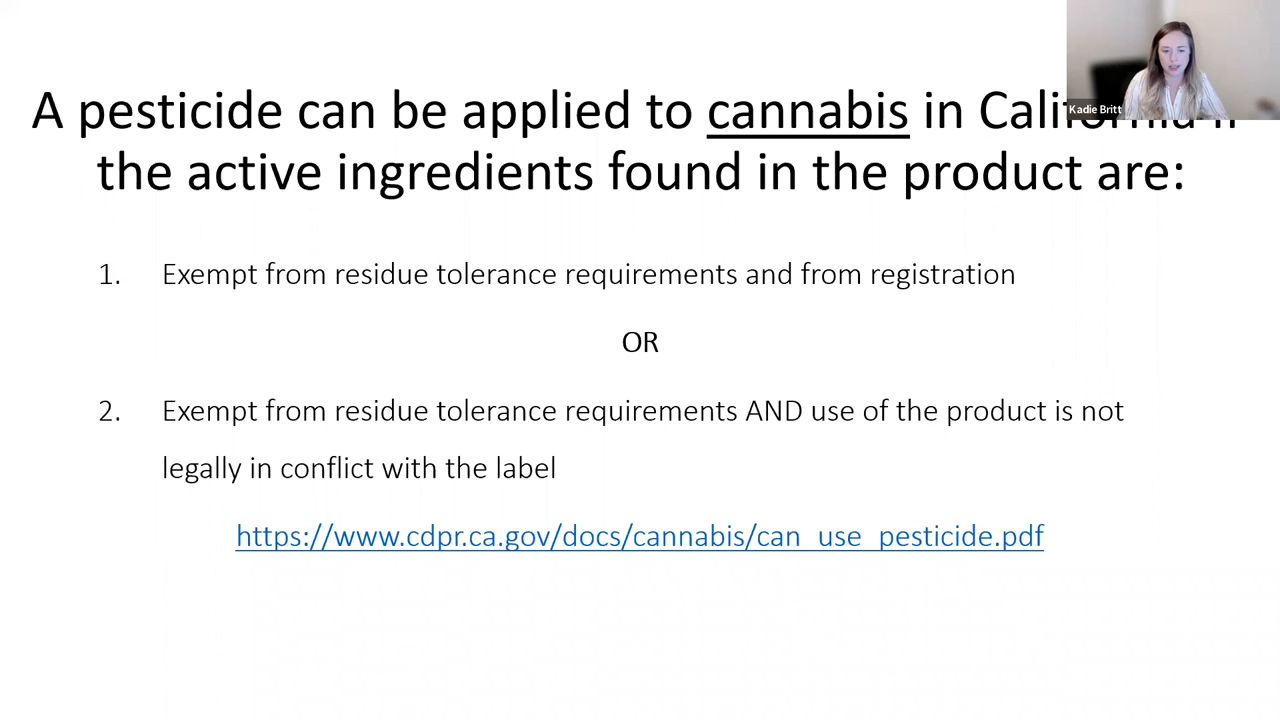 A pesticide can be applied to cannabis in California if
the active ingredients found in the product are:
Kadie Britt
1. Exempt from residue tolerance requirements and from registration
OR
2. Exempt from residue tolerance requirements AND use of the product is not
legally in conflict with the label
https://www.cdpr.ca.gov/docs/cannabis/can_use_pesticide.pdf